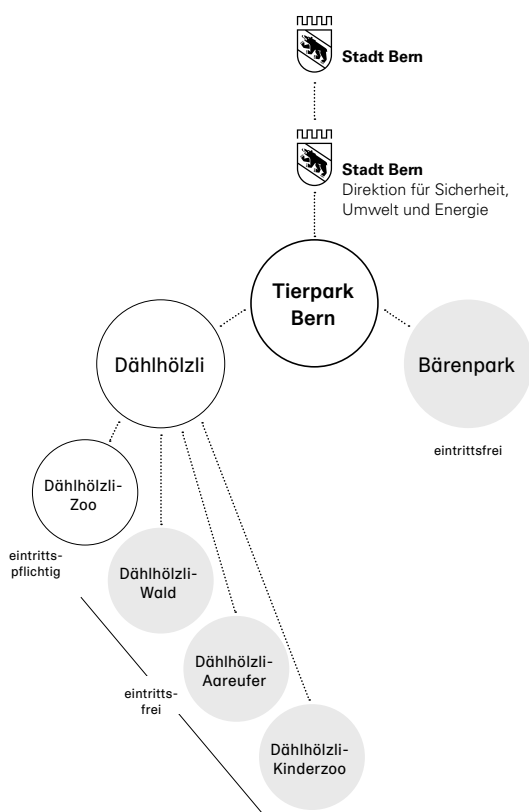 Stadt Bern
Stadt Bern
Direktion für Sicherheit,
Umwelt und Energie
Tierpark
Bern
Dählhölzli
Bärenpark
eintrittsfrei
Dählhölzli-
Zoo
eintritts-
pflichtig
Dählhölzli-
Wald
Dählhölzli-
Aareufer
eintritts-
frei
Dählhölzli-
Kinderzoo